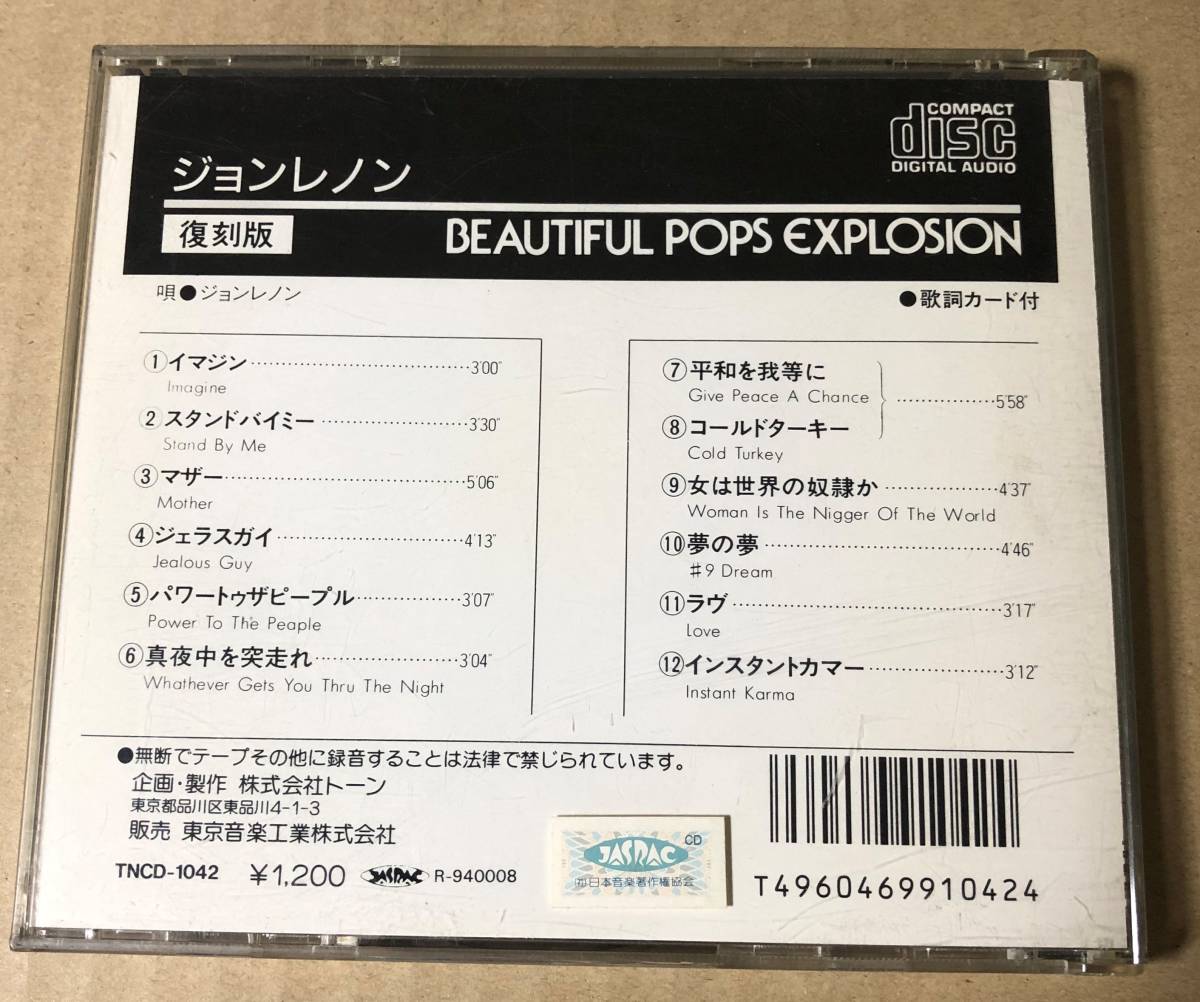 COMPACT
disc
DIGITAL AUDIO
ジョンレノン
復刻版
BEAUTIFUL POPS EXPLOSION
唄●ジョンレノン
●歌詞カード付
①イマジン 3'00"
Imagine
②スタンドバイミー 3'30"
Stand By Me
③マザー 5'06"
Mother
④ジェラスガイ 4'13"
Jealous Guy
⑤パワートゥザピープル 3'07"
Power To The Peaple
⑥真夜中を突走れ 3'04"
Whathever Gets You Thru The Night
⑦平和を我等に
Give Peace A Chance
5'58"
⑧コールドターキー
Cold Turkey
⑨女は世界の奴隷か 4'37"
Woman Is The Nigger Of The World
⑩夢の夢 4'46"
♯9 Dream
⑪ラヴ 3'17"
Love
⑫インスタントカマー 3'12"
Instant Karma
●無断でテープその他に録音することは法律で禁じられています。
企画・製作 株式会社トーン
東京都品川区東品川4-1-3
販売 東京音楽工業株式会社
TNCD-1042 ¥1,200 JASRAC R-940008
CD
JASRAC
㈳日本音楽著作権協会
T4960469910424